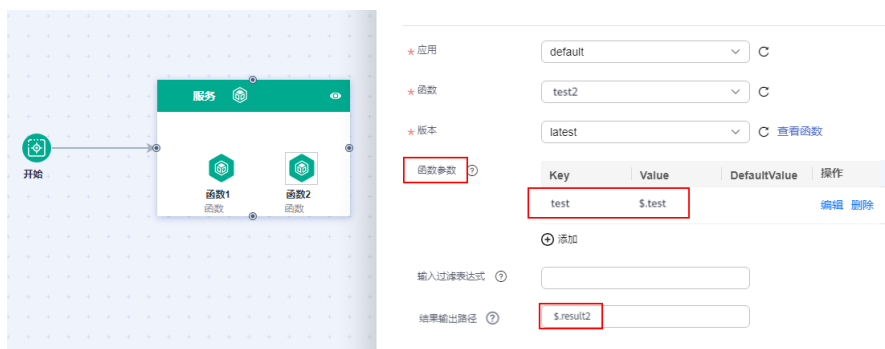 服务
开始
函数1
函数
函数2
函数
* 应用
default
* 函数
test2
* 版本
latest
查看函数
函数参数 ?
Key Value DefaultValue 操作
test $.test 编辑 删除
添加
输入过滤表达式 ?
结果输出路径 ?
$.result2